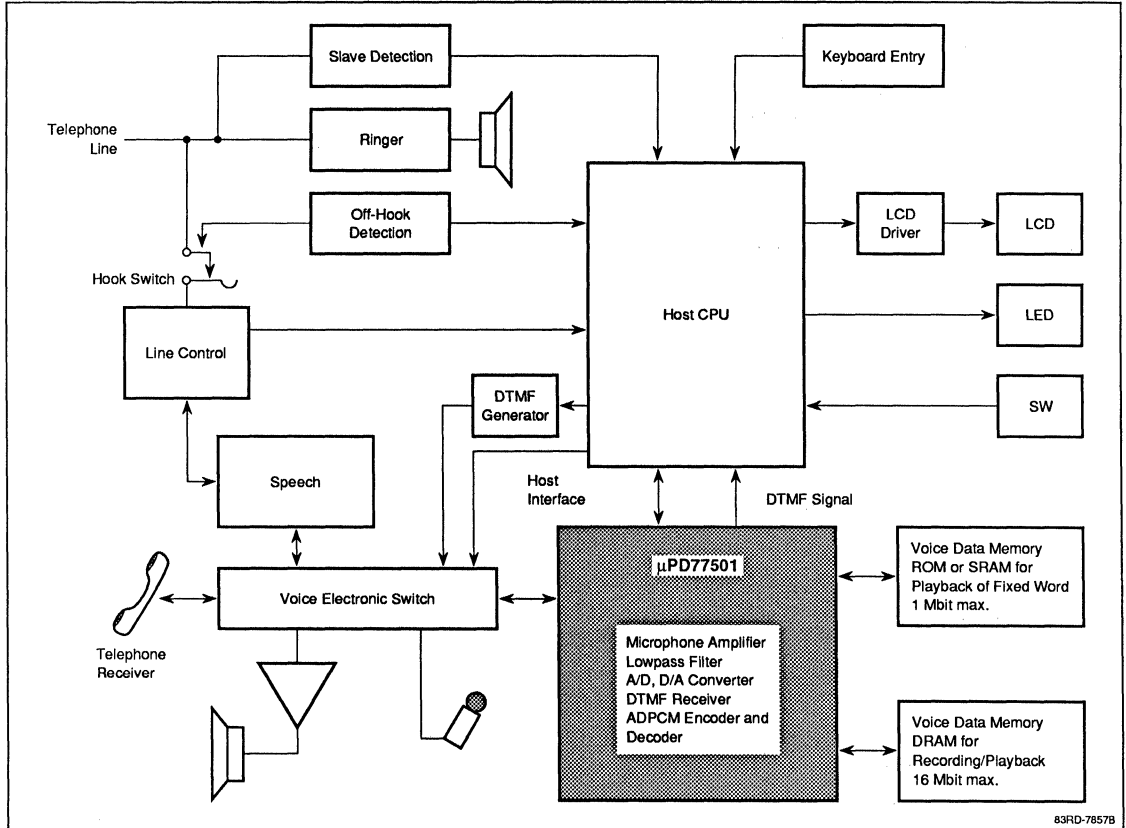 Slave Detection
Keyboard Entry
Telephone
Line
Ringer
Off-Hook
Detection
LCD
Driver
LCD
Hook Switch
Host CPU
LED
Line Control
DTMF
Generator
SW
Speech
Host
Interface
DTMF Signal
µPD77501
Voice Data Memory
ROM or SRAM for
Playback of Fixed Word
1 Mbit max.
Voice Electronic Switch
Telephone
Receiver
Microphone Amplifier
Lowpass Filter
A/D, D/A Converter
DTMF Receiver
ADPCM Encoder and
Decoder
Voice Data Memory
DRAM for
Recording/Playback
16 Mbit max.
83RD-7857B